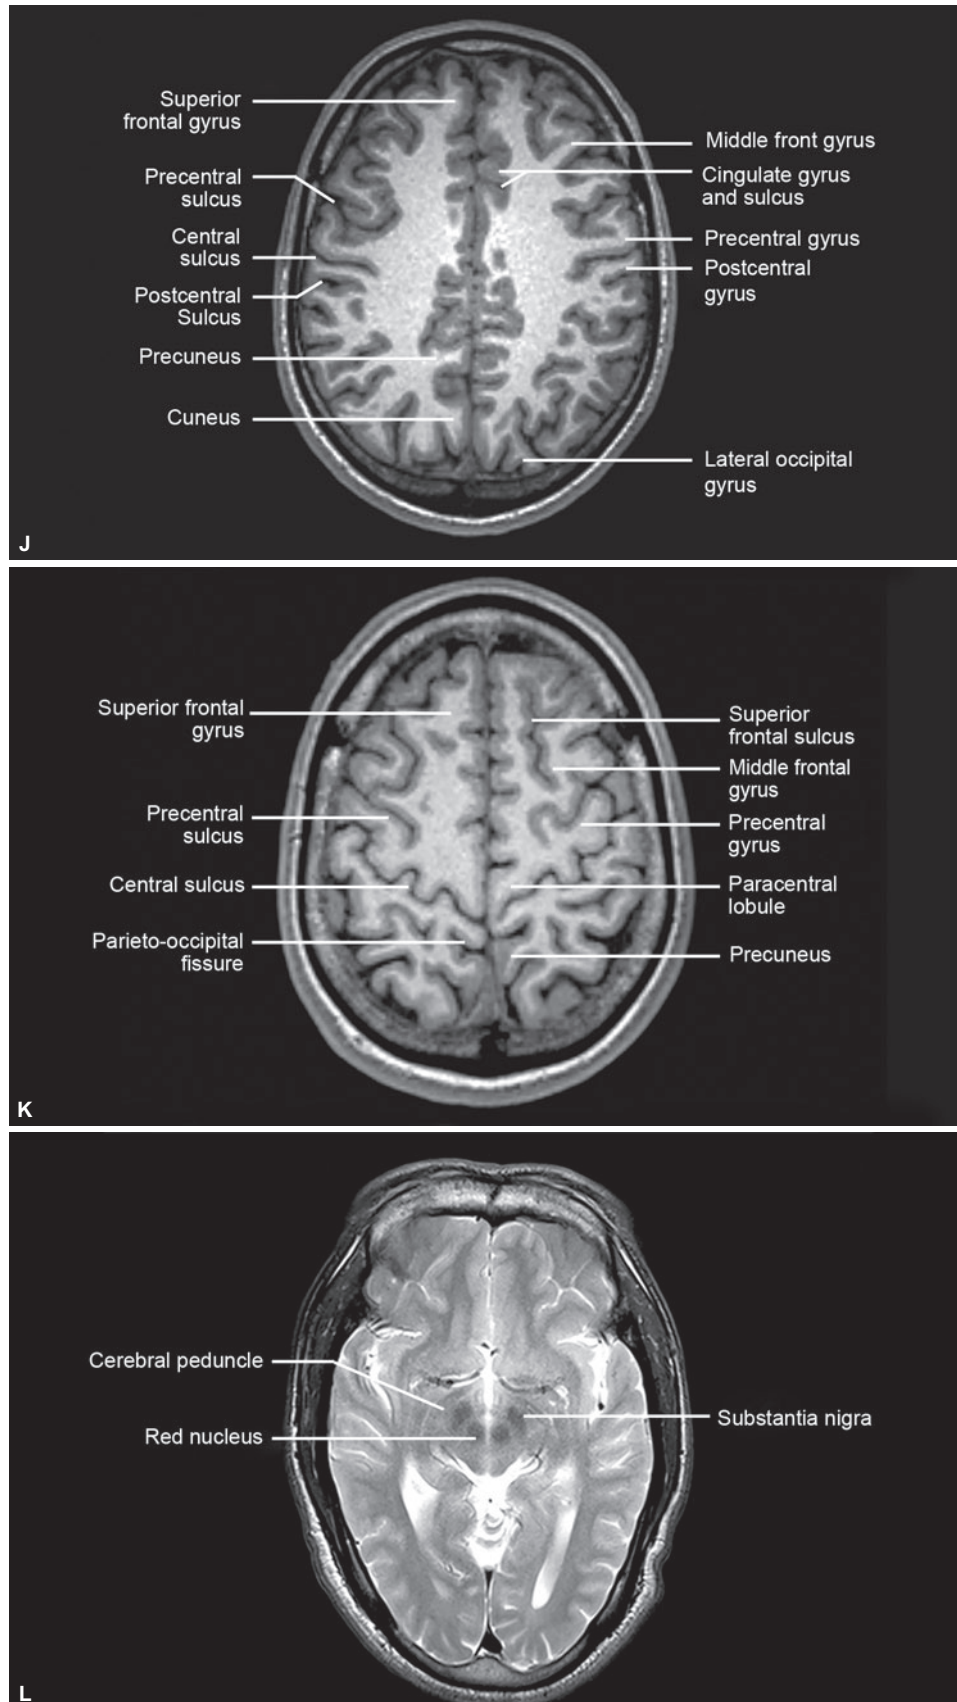 Superior
frontal gyrus
Precentral
sulcus
Central
sulcus
Postcentral
Sulcus
Precuneus
Cuneus
Middle front gyrus
Cingulate gyrus
and sulcus
Precentral gyrus
Postcentral
gyrus
Lateral occipital
gyrus
J
Superior frontal
gyrus
Precentral
sulcus
Central sulcus
Parieto-occipital
fissure
Superior
frontal sulcus
Middle frontal
gyrus
Precentral
gyrus
Paracentral
lobule
Precuneus
K
Cerebral peduncle
Red nucleus
Substantia nigra
L